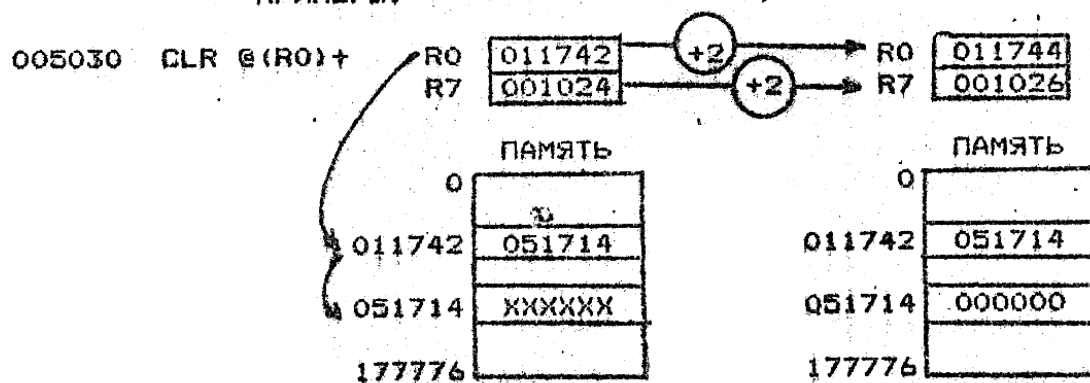 005030 CLR @(R0)+ R0 011742 +2 R0 011744
R7 001024 +2 R7 001026
ПАМЯТЬ ПАМЯТЬ
0 0
011742 051714 011742 051714
051714 XXXXXX 051714 000000
177776 177776